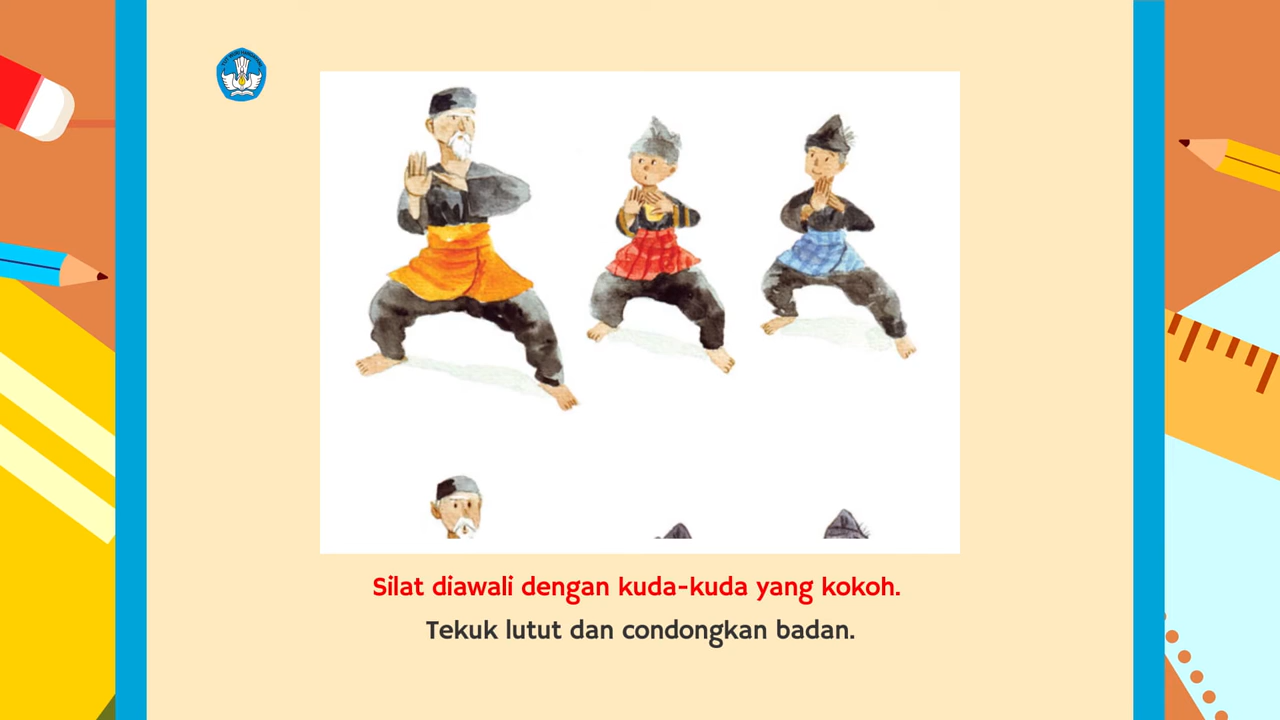 Silat diawali dengan kuda-kuda yang kokoh.
Tekuk lutut dan condongkan badan.